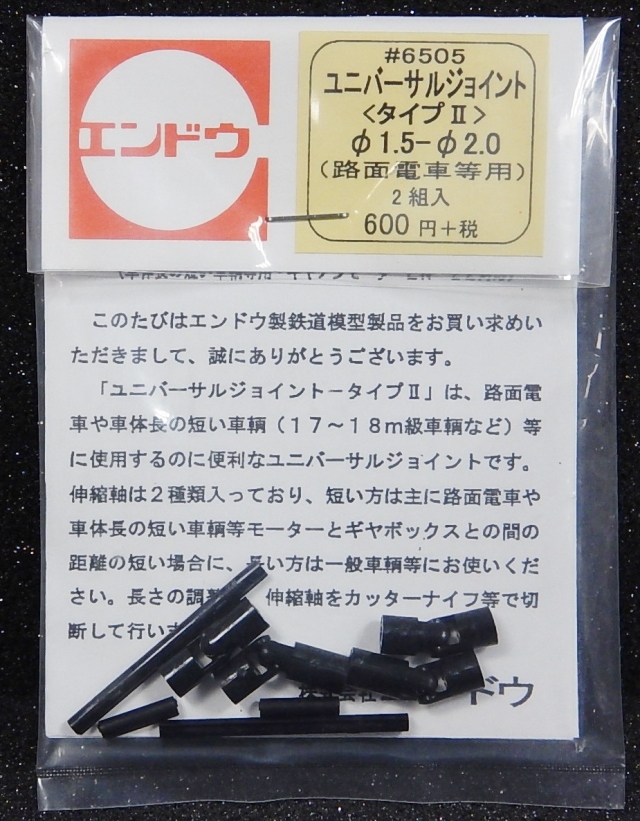 エンドウ
#6505
ユニバーサルジョイント
<タイプⅡ>
φ1.5-φ2.0
(路面電車等用)
2組入
600円+税
このたびはエンドウ製鉄道模型製品をお買い求めい
ただきまして、誠にありがとうございます。
「ユニバーサルジョイント-タイプⅡ」は、路面電
車や車体長の短い車輌(17~18m級車輌など)等
に使用するのに便利なユニバーサルジョイントです。
伸縮軸は2種類入っており、短い方は主に路面電車や
車体長の短い車輌等モーターとギヤボックスとの間の
距離の短い場合に、長い方は一般車輌等にお使いくだ
さい。長さの調 伸縮軸をカッターナイフ等で切
断して行い
ドウ